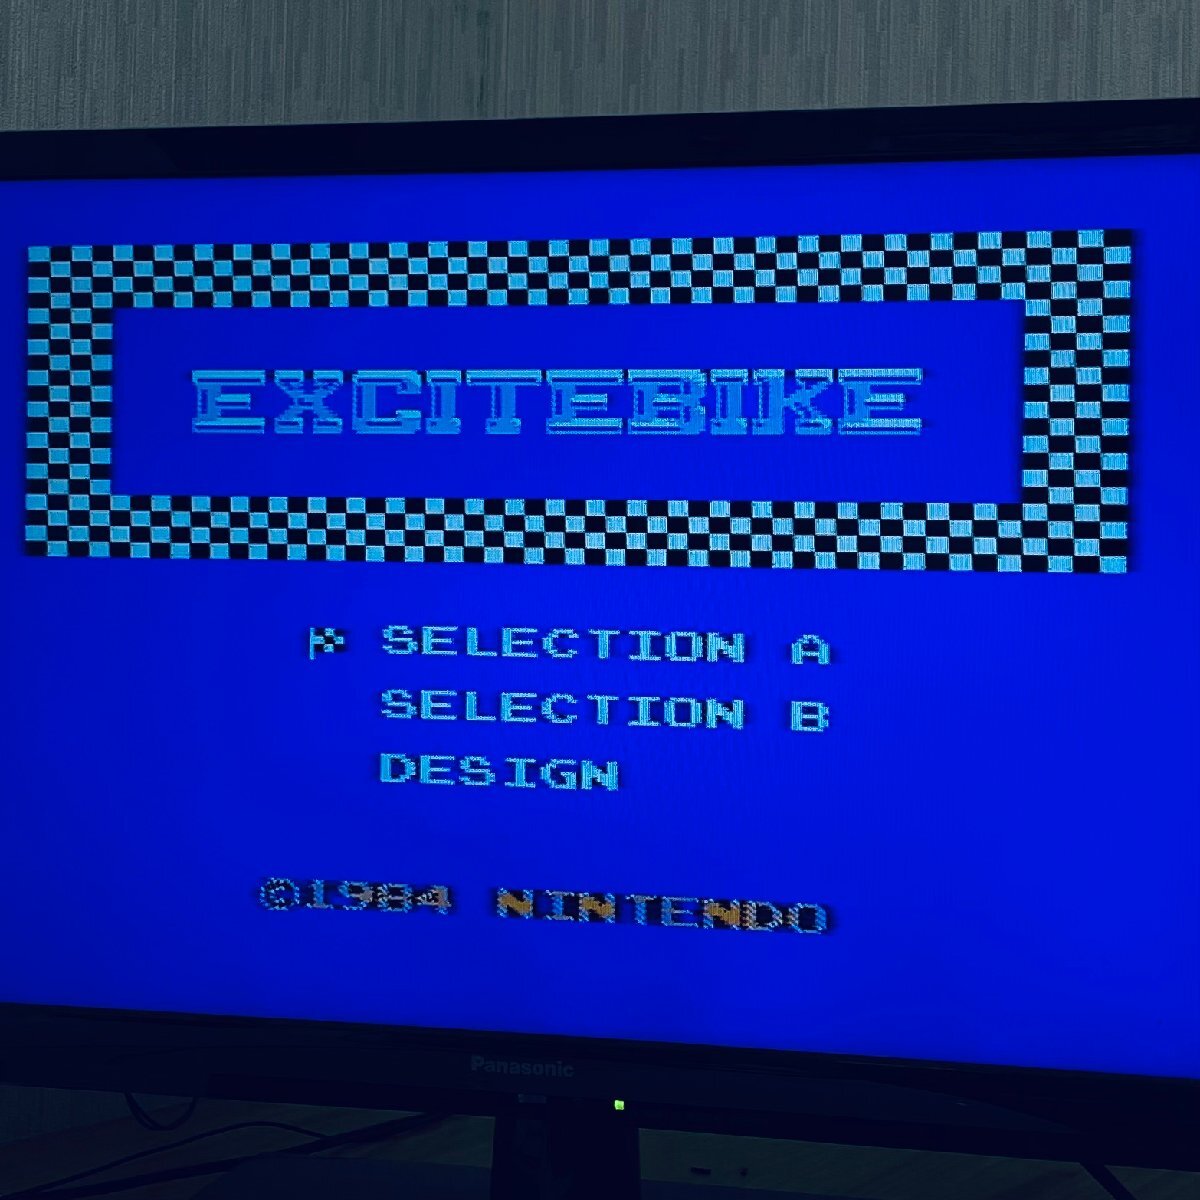 EXCITEBIKE
SELECTION A
SELECTION B
DESIGN
©1984 NINTENDO
Panasonic